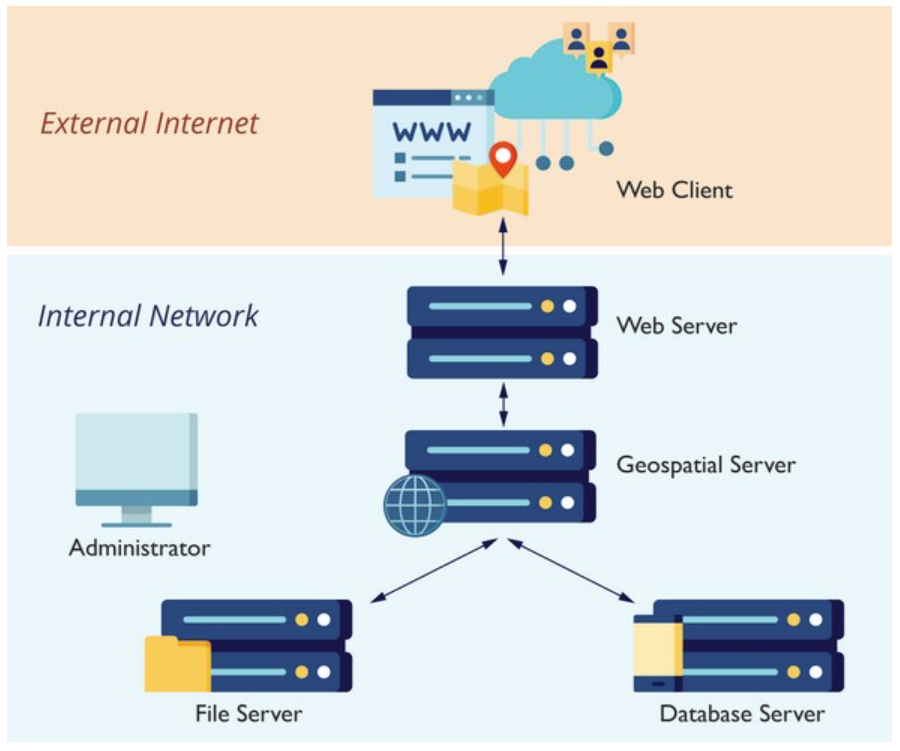 External Internet
WWW
Web Client
Internal Network
Web Server
Geospatial Server
Administrator
File Server
Database Server